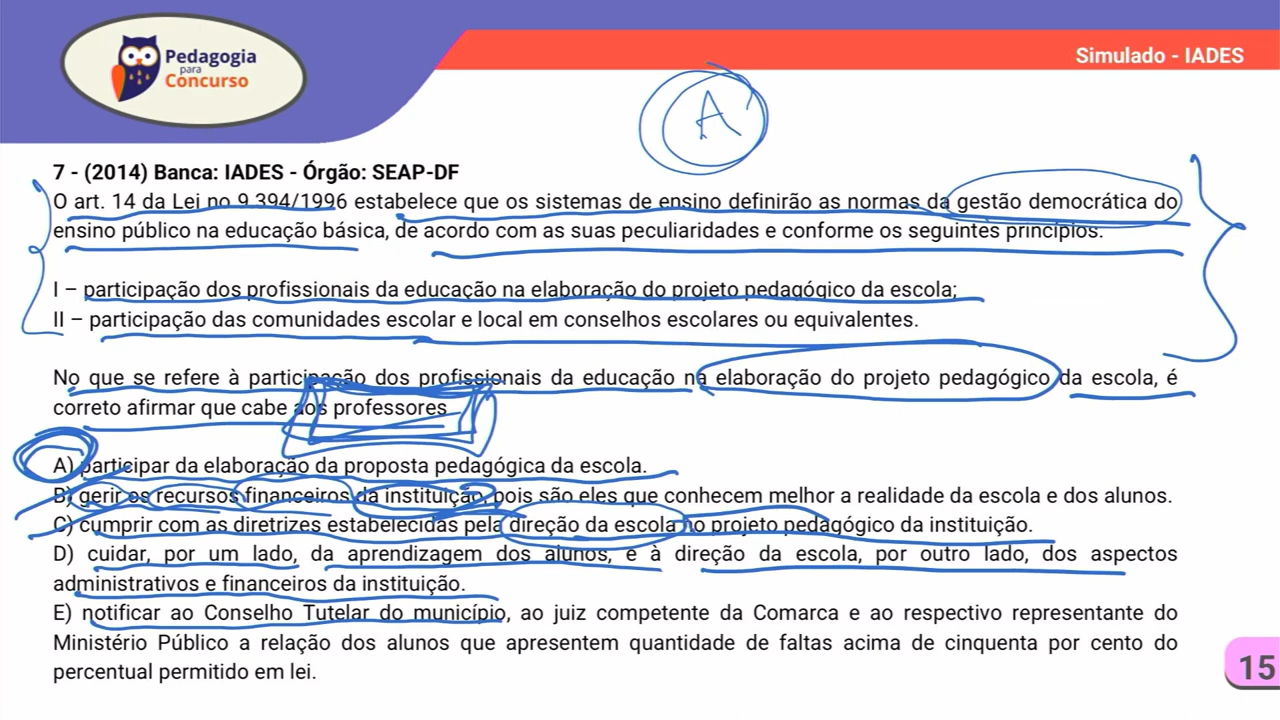 Pedagogia
para
Concurso
Simulado - IADES
A
7 - (2014) Banca: IADES - Órgão: SEAP-DF
O art. 14 da Lei no 9.394/1996 estabelece que os sistemas de ensino definirão as normas da gestão democrática do
ensino público na educação básica, de acordo com as suas peculiaridades e conforme os seguintes princípios:
I – participação dos profissionais da educação na elaboração do projeto pedagógico da escola;
II – participação das comunidades escolar e local em conselhos escolares ou equivalentes.
No que se refere à participação dos profissionais da educação na elaboração do projeto pedagógico da escola, é
correto afirmar que cabe aos professores
A) participar da elaboração da proposta pedagógica da escola.
B) gerir os recursos financeiros da instituição, pois são eles que conhecem melhor a realidade da escola e dos alunos.
C) cumprir com as diretrizes estabelecidas pela direção da escola no projeto pedagógico da instituição.
D) cuidar, por um lado, da aprendizagem dos alunos, e à direção da escola, por outro lado, dos aspectos
administrativos e financeiros da instituição.
E) notificar ao Conselho Tutelar do município, ao juiz competente da Comarca e ao respectivo representante do
Ministério Público a relação dos alunos que apresentem quantidade de faltas acima de cinquenta por cento do
percentual permitido em lei.
15